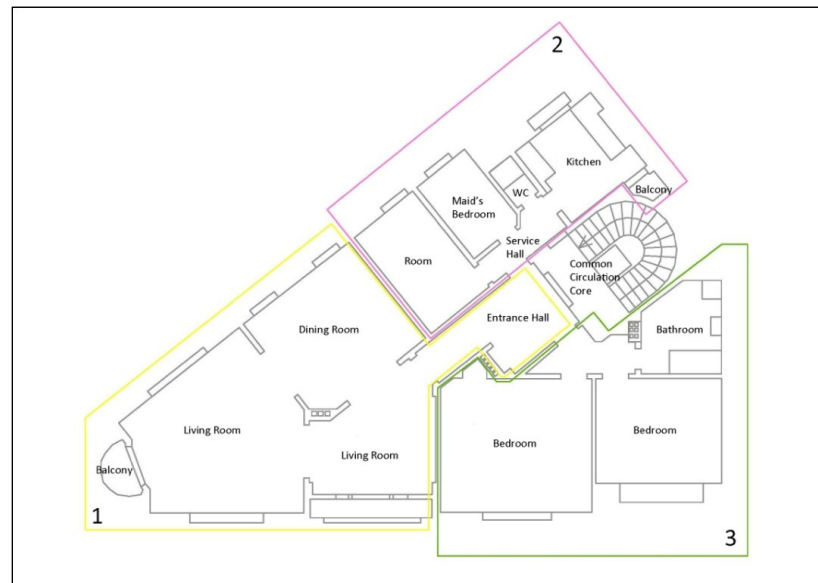 2
Kitchen
WC
Balcony
Maid's
Bedroom
Service
Hall
Room
Common
Circulation
Core
Entrance Hall
Bathroom
Dining Room
Living Room
Living Room
Bedroom
Bedroom
Balcony
1
3